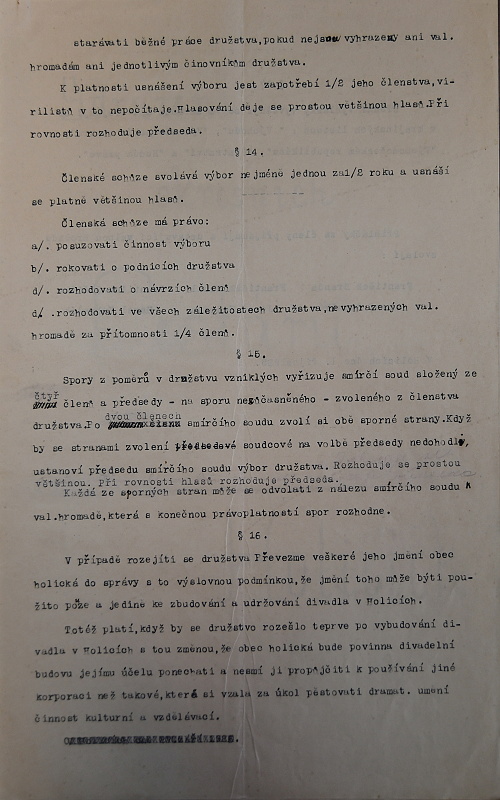 starávati běžné práce družstva,pokud nejsou vyhrazeny ani val.
hromadám ani jednotlivým činovníkům družstva.
K platnosti usnášení výboru jest zapotřebí 1/2 jeho členstva,vi-
rilistů v to nepočítaje.Hlasování děje se prostou většinou hlasů.Při
rovnosti rozhoduje předseda.
§ 14.
Členské schůze svolává výbor nejméně jednou za1/2 roku a usnáší
se platně většinou hlasů.
Členská schůze má právo:
a/. posuzovati činnost výboru
b/. rokovati o podnicích družstva
d/. rozhodovati o návrzích členů
d/ .rozhodovati ve všech záležitostech družstva,nevyhrazených val.
hromadě za přítomnosti 1/4 členů.
§ 15.
Spory z poměrů v družstvu vzniklých vyřizuje smírčí soud složený ze
čtyř
členů a předsedy - na sporu nesúčasněného - zvoleného z členstva
dvou členech
družstva.Po smírčího soudu zvolí si obě sporné strany.Když
by se stranami zvolení předsedové soudcové na volbě předsedy nedohodli,
ustanoví předsedu smírčího soudu výbor družstva. Rozhoduje se prostou
většinou. Při rovnosti hlasů rozhoduje předseda.
Každá ze sporných stran může se odvolati z nálezu smírčího soudu k
val.hromadě,která s konečnou právoplatností spor rozhodne.
§ 16.
V případě rozejití se družstva Převezme veškeré jeho jmění obec
holická do správy s to výslovnou podmínkou,že jmění toho může býti pou-
žito pôze a jedině ke zbudování a udržování divadla v Holicích.
Totéž platí,když by se družstvo rozešlo teprve po vybudování di-
vadla v Holicích s tou změnou,že obec holická bude povinna divadelní
budovu jejímu účelu ponechati a nesmí ji propůjčiti k používání jiné
korporaci než takové,která si vzala za úkol pěstovati dramat. umění
činnost kulturní a vzdělávací.